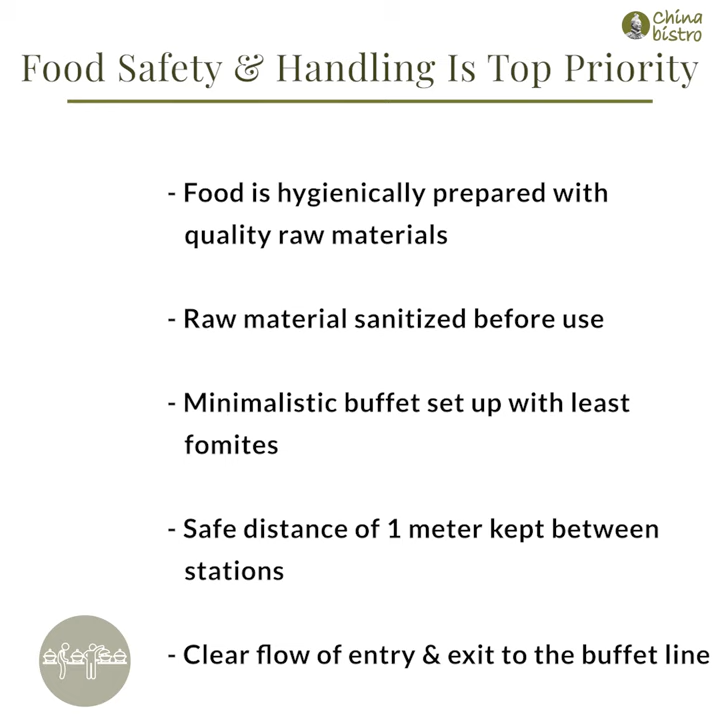 China
bistro
Food Safety & Handling Is Top Priority
- Food is hygienically prepared with
quality raw materials
- Raw material sanitized before use
- Minimalistic buffet set up with least
fomites
- Safe distance of 1 meter kept between
stations
- Clear flow of entry & exit to the buffet line